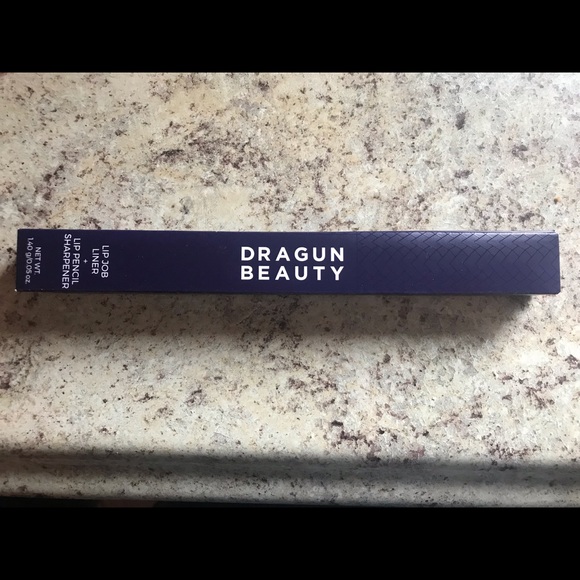 DRAGUN
BEAUTY
LIP JOB
LINER
+
LIP PENCIL
SHARPENER
NET WT.
1.40 g/0.05 oz.